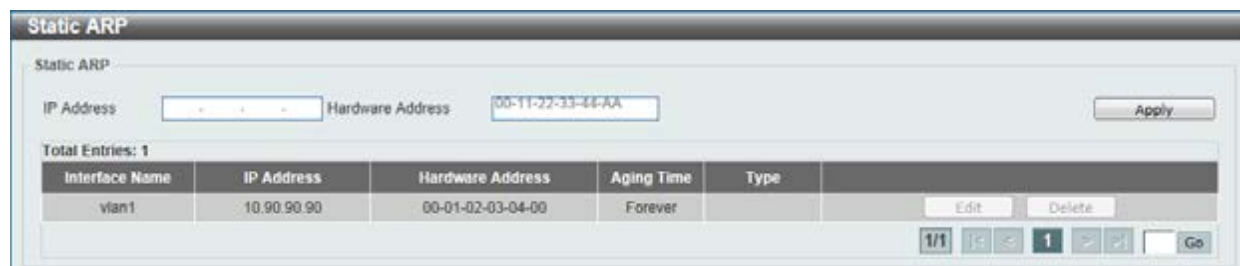 Static ARP
Static ARP
IP Address . . . Hardware Address 00-11-22-33-44-AA Apply
Total Entries: 1
Interface Name IP Address Hardware Address Aging Time Type
vlan1 10.90.90.90 00-01-02-03-04-00 Forever Edit Delete
1/1 |< < 1 > >| Go